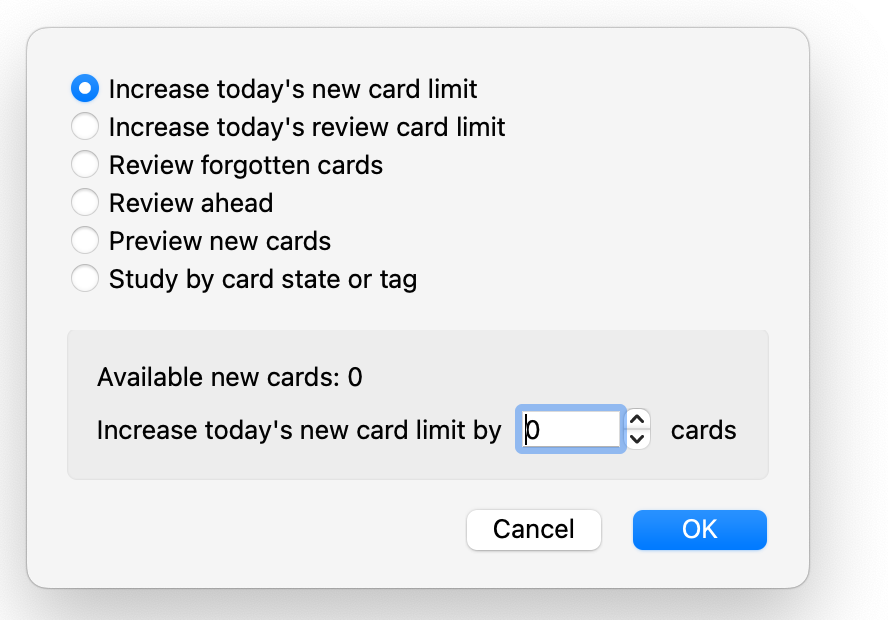 Increase today's new card limit
Increase today's review card limit
Review forgotten cards
Review ahead
Preview new cards
Study by card state or tag
Available new cards: 0
Increase today's new card limit by 0 cards
Cancel OK